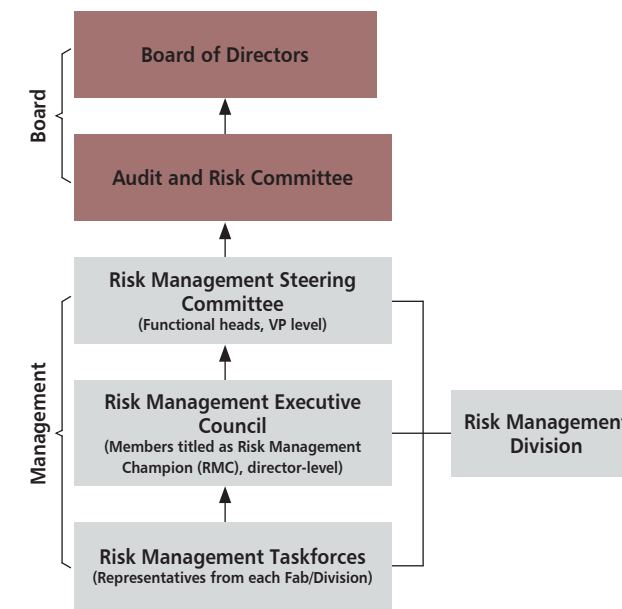 Board
Board of Directors
Audit and Risk Committee
Management
Risk Management Steering
Committee
(Functional heads, VP level)
Risk Management Executive
Council
(Members titled as Risk Management
Champion (RMC), director-level)
Risk Management Taskforces
(Representatives from each Fab/Division)
Risk Management
Division